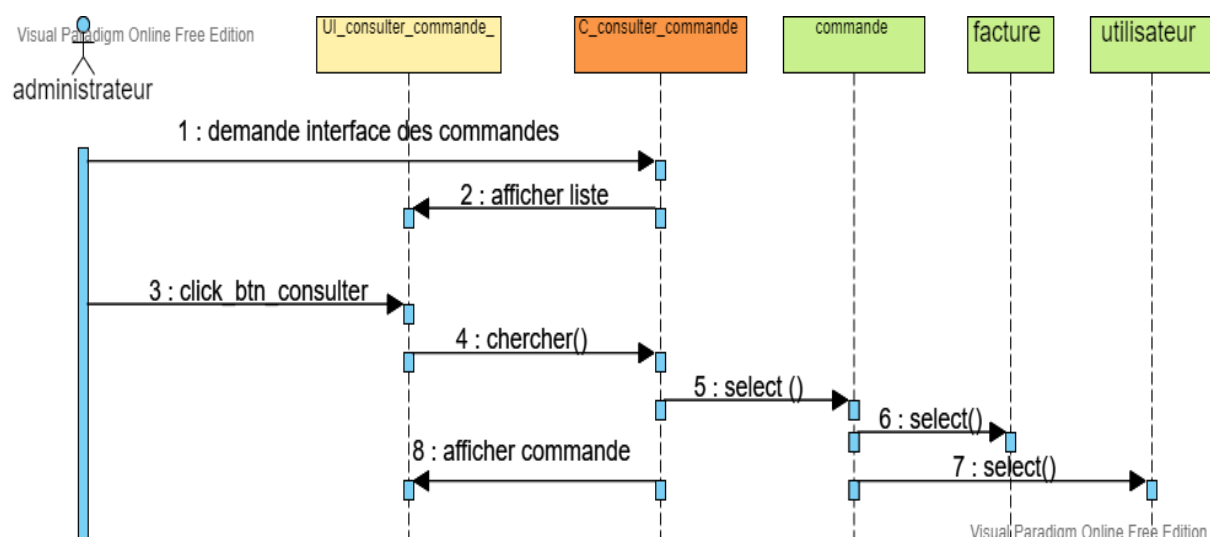 Visual Paradigm Online Free Edition
UI_consulter_commande_
C_consulter_commande
commande
facture
utilisateur
administrateur
1 : demande interface des commandes
2 : afficher liste
3 : click_btn_consulter
4 : chercher()
5 : select ()
6 : select()
8 : afficher commande
7 : select()
Visual Paradigm Online Free Edition